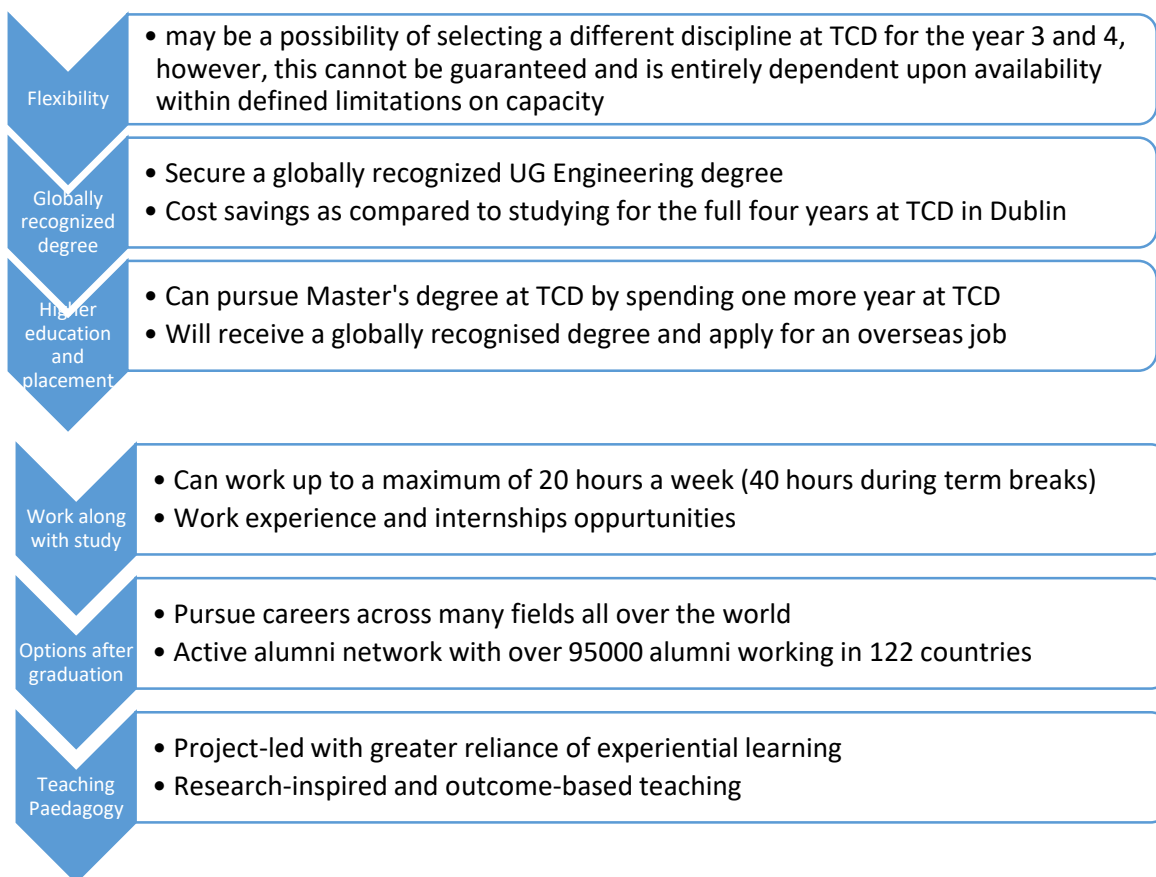 • may be a possibility of selecting a different discipline at TCD for the year 3 and 4,
however, this cannot be guaranteed and is entirely dependent upon availability
within defined limitations on capacity
Flexibility
• Secure a globally recognized UG Engineering degree
• Cost savings as compared to studying for the full four years at TCD in Dublin
Globally
recognized
degree
• Can pursue Master's degree at TCD by spending one more year at TCD
• Will receive a globally recognised degree and apply for an overseas job
Higher
education
and
placement
• Can work up to a maximum of 20 hours a week (40 hours during term breaks)
• Work experience and internships oppurtunities
Work along
with study
• Pursue careers across many fields all over the world
• Active alumni network with over 95000 alumni working in 122 countries
Options after
graduation
• Project-led with greater reliance of experiential learning
• Research-inspired and outcome-based teaching
Teaching
Paedagogy